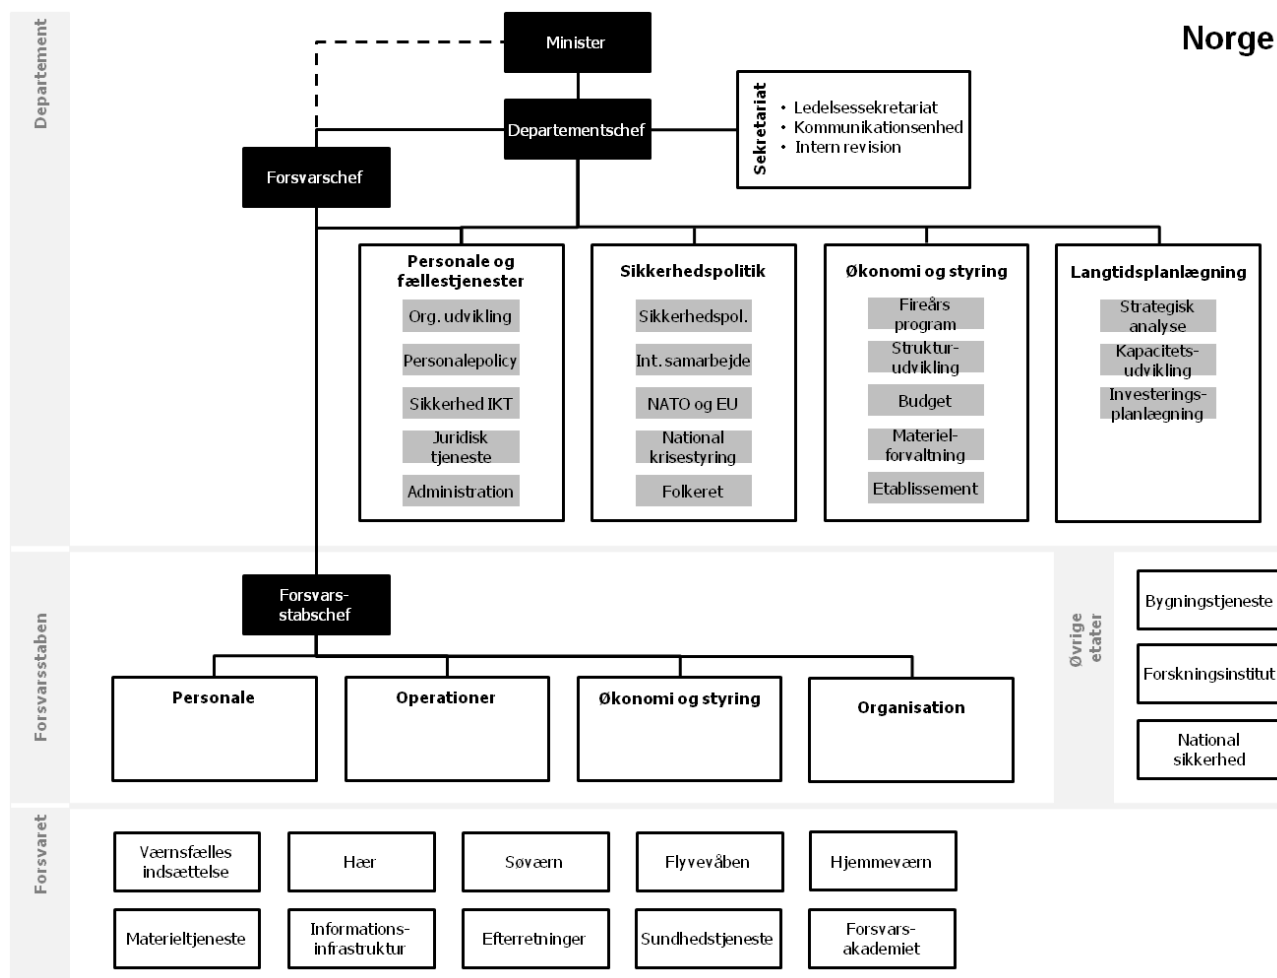 Norge
Departement
Minister
Departementschef
Sekretariat
• Ledelsessekretariat
• Kommunikationsenhed
• Intern revision
Forsvarschef
Personale og
fællestjenester
Org. udvikling
Personalepolicy
Sikkerhed IKT
Juridisk
tjeneste
Administration
Sikkerhedspolitik
Sikkerhedspol.
Int. samarbejde
NATO og EU
National
krisestyring
Folkeret
Økonomi og styring
Fireårs
program
Struktur-
udvikling
Budget
Materiel-
forvaltning
Etablissement
Langtidsplanlægning
Strategisk
analyse
Kapacitets-
udvikling
Investerings-
planlægning
Forsvarsstaben
Forsvars-
stabschef
Personale
Operationer
Økonomi og styring
Organisation
Øvrige
etater
Bygningstjeneste
Forskningsinstitut
National
sikkerhed
Forsvaret
Værnsfælles
indsættelse
Hær
Søværn
Flyvevåben
Hjemmeværn
Materieltjeneste
Informations-
infrastruktur
Efterretninger
Sundhedstjeneste
Forsvars-
akademiet